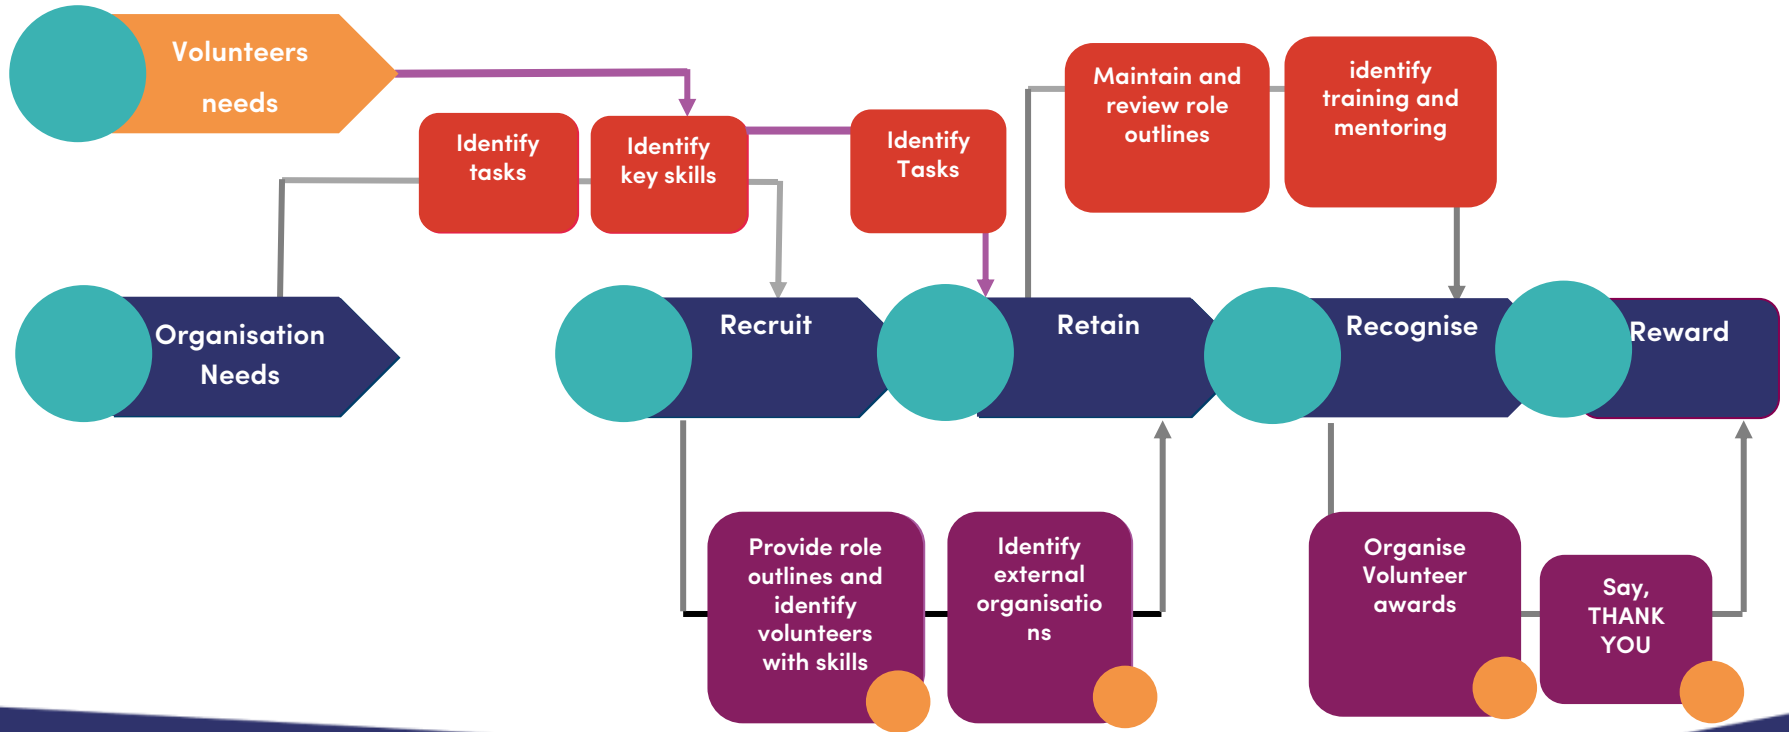 Volunteers
needs
Identify
tasks
Identify
key skills
Identify
Tasks
Maintain and
review role
outlines
identify
training and
mentoring
Organisation
Needs
Recruit
Retain
Recognise
Reward
Provide role
outlines and
identify
volunteers
with skills
Identify
external
organisatio
ns
Organise
Volunteer
awards
Say,
THANK
YOU